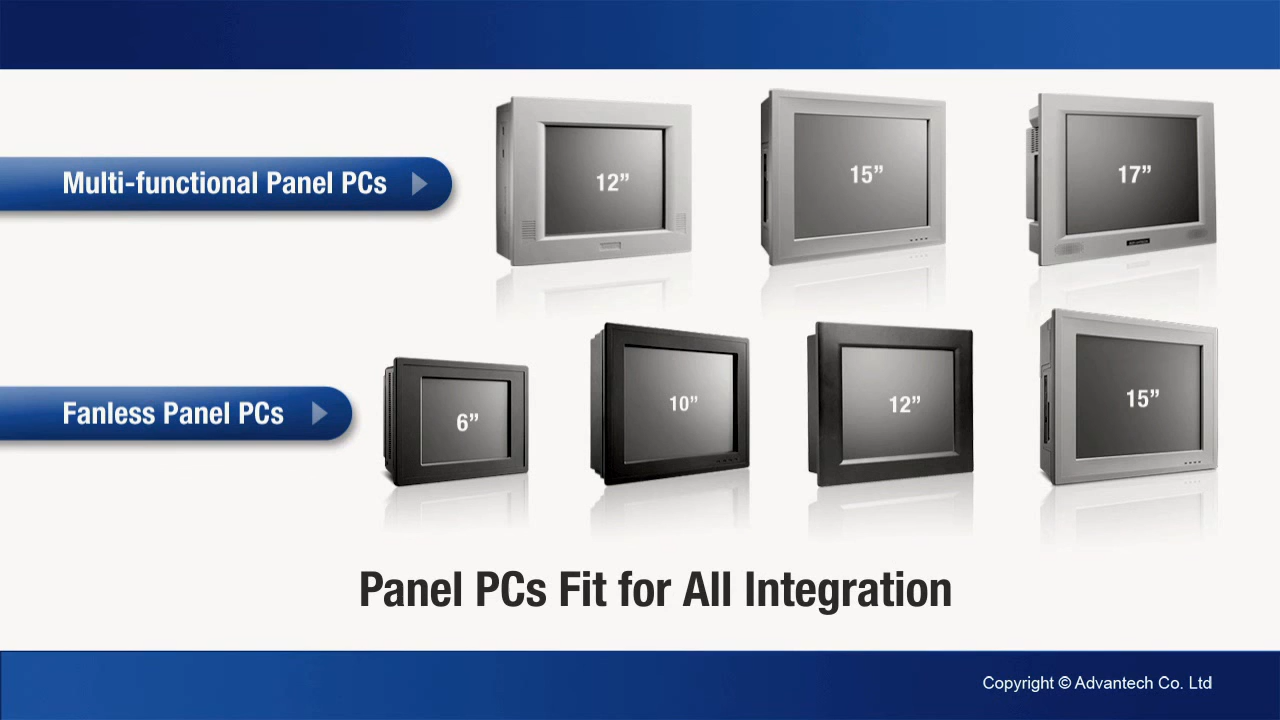 Multi-functional Panel PCs
12”
15”
17”
Fanless Panel PCs
6”
10”
12”
15”
Panel PCs Fit for All Integration
Copyright © Advantech Co. Ltd